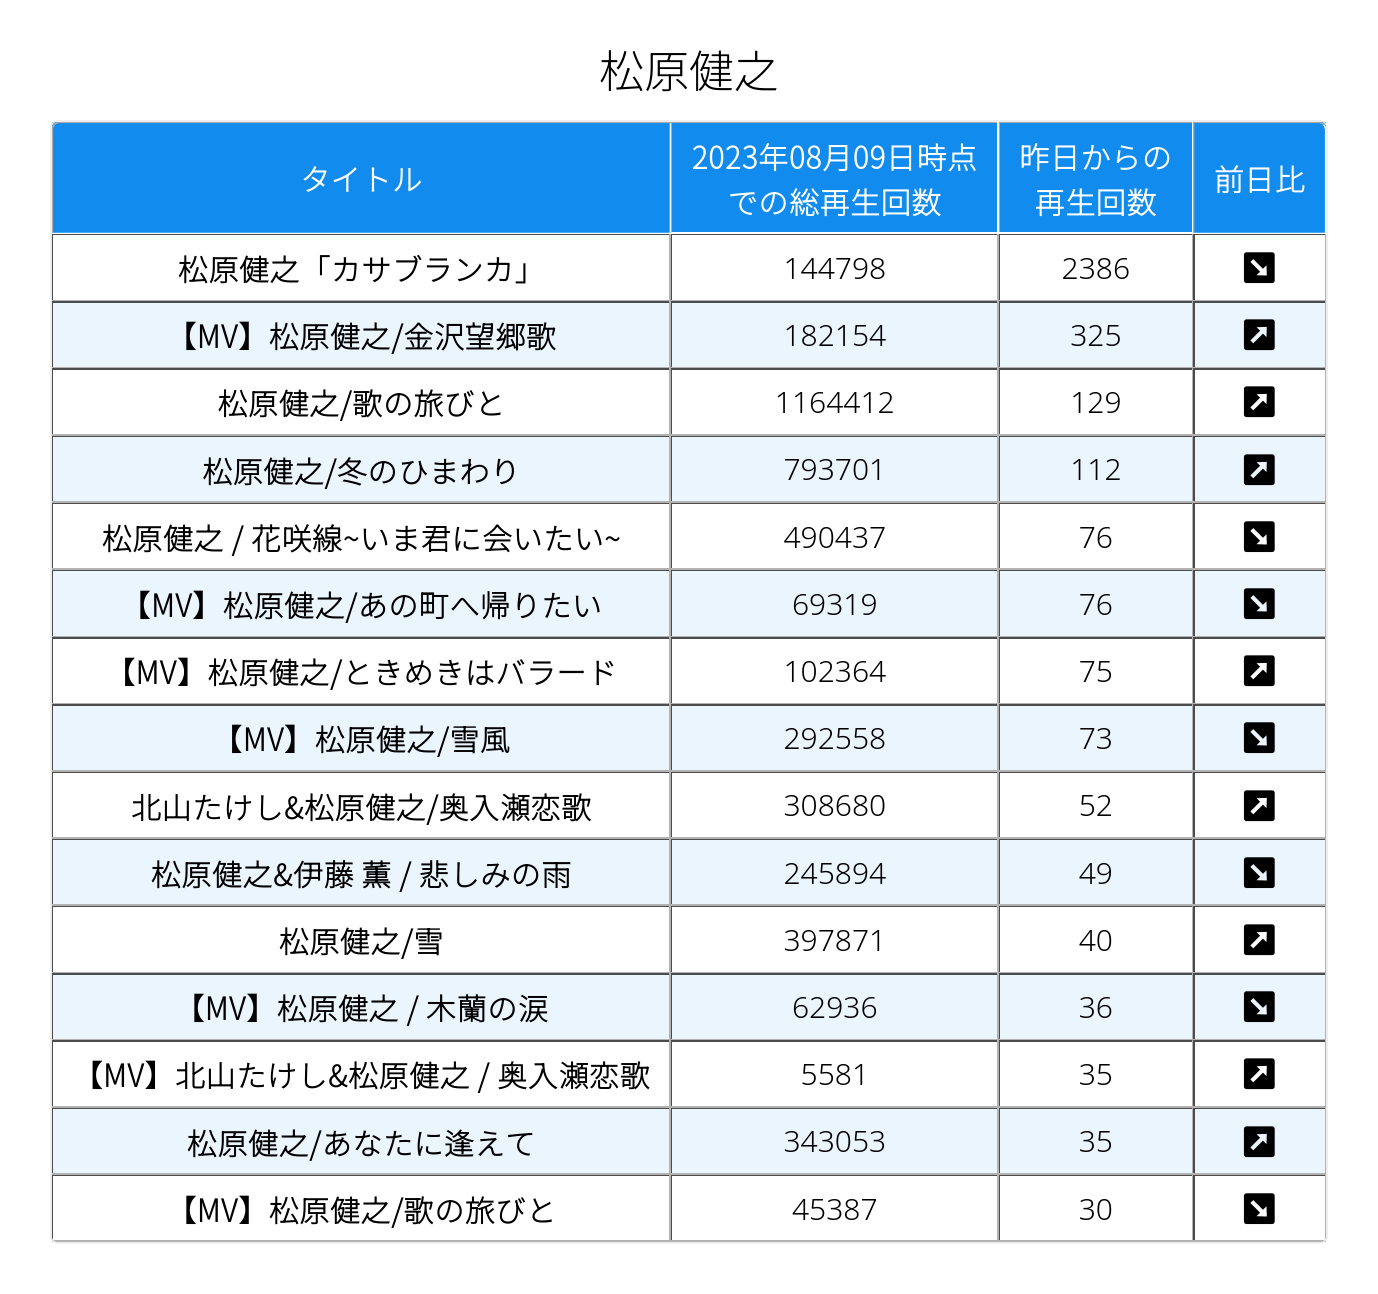 松原健之
タイトル
2023年08月09日時点
での総再生回数
昨日からの
再生回数
前日比
松原健之「カサブランカ」 144798 2386 ↘
【MV】松原健之/金沢望郷歌 182154 325 ↗
松原健之/歌の旅びと 1164412 129 ↗
松原健之/冬のひまわり 793701 112 ↗
松原健之 / 花咲線~いま君に会いたい~ 490437 76 ↘
【MV】松原健之/あの町へ帰りたい 69319 76 ↘
【MV】松原健之/ときめきはバラード 102364 75 ↗
【MV】松原健之/雪風 292558 73 ↘
北山たけし&松原健之/奥入瀬恋歌 308680 52 ↗
松原健之&伊藤 薫 / 悲しみの雨 245894 49 ↘
松原健之/雪 397871 40 ↗
【MV】松原健之 / 木蘭の涙 62936 36 ↘
【MV】北山たけし&松原健之 / 奥入瀬恋歌 5581 35 ↗
松原健之/あなたに逢えて 343053 35 ↗
【MV】松原健之/歌の旅びと 45387 30 ↘